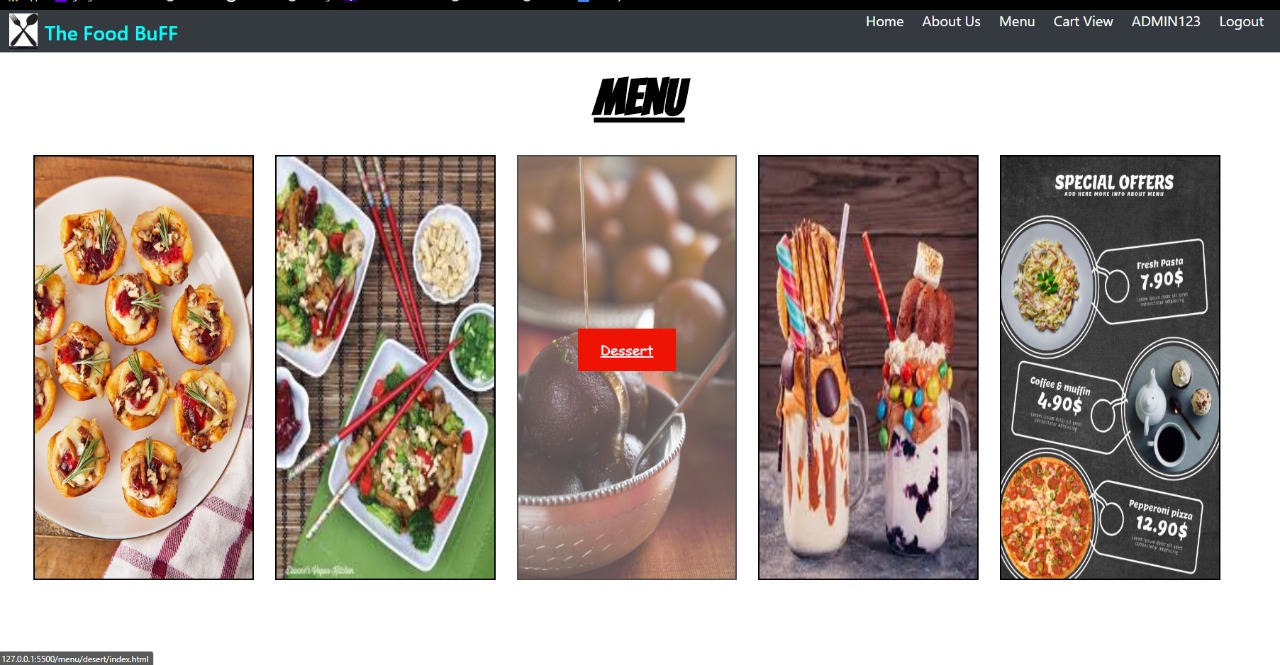 The Food BuFF
Home About Us Menu Cart View ADMIN123 Logout
MENU
Dessert
SPECIAL OFFERS
ADD HERE MORE INFO ABOUT MENU
Fresh Pasta
7.90$
Coffee & muffin
4.90$
Pepperoni pizza
12.90$
127.0.0.1:5500/menu/desert/index.html